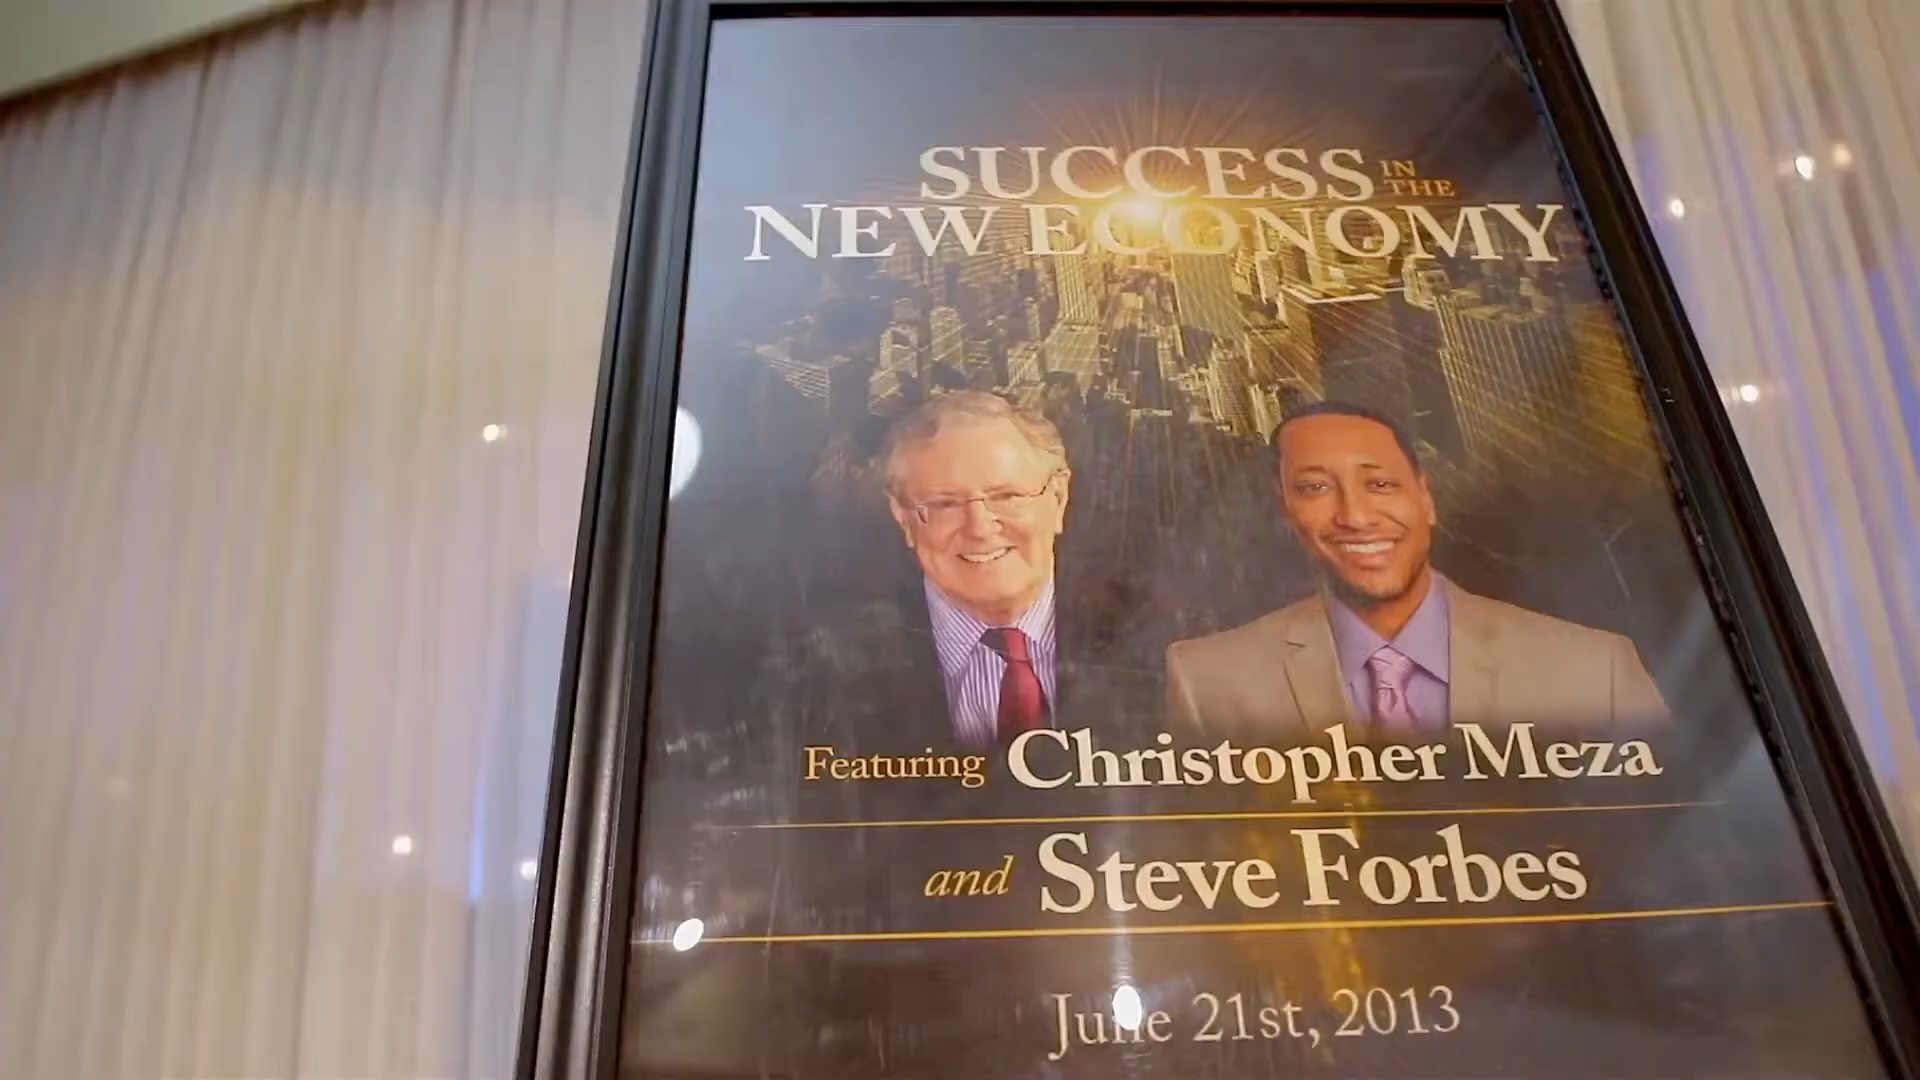 SUCCESS IN THE
NEW ECONOMY
Featuring Christopher Meza
and Steve Forbes
June 21st, 2013